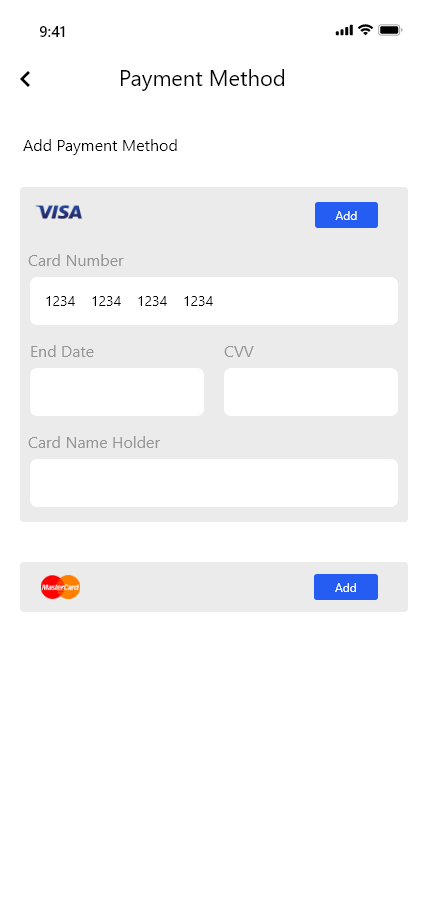 9:41
Payment Method
Add Payment Method
VISA
Add
Card Number
1234 1234 1234 1234
End Date
CVV
Card Name Holder
MasterCard
Add